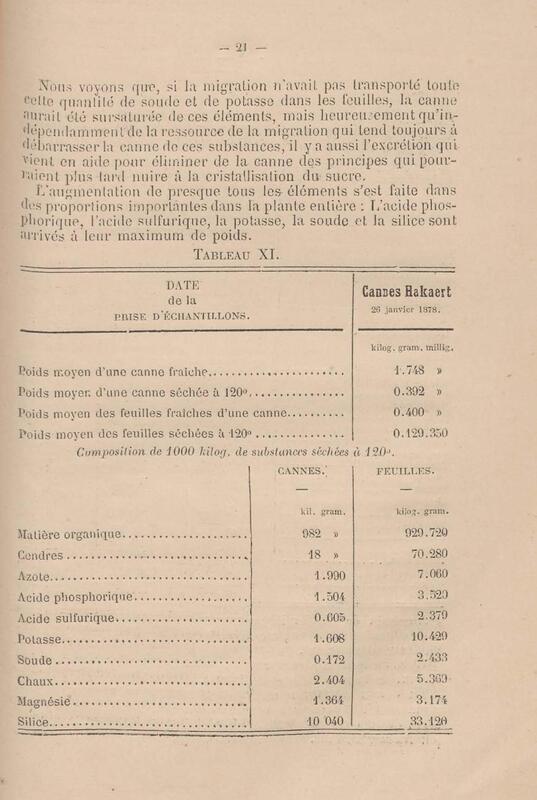 — 21 —
Nous voyons que, si la migration n'avait pas transporté toute
cette quantité de soude et de potasse dans les feuilles, la canne
aurait été sursaturée de ces éléments, mais heureusement qu'in-
dépendamment de la ressource de la migration qui tend toujours à
débarrasser la canne de ces substances, il y a aussi l'excrétion qui
vient en aide pour éliminer de la canne des principes qui pour-
raient plus tard nuire à la cristallisation du sucre.
L'augmentation de presque tous les éléments s'est faite dans
des proportions importantes dans la plante entière : L'acide phos-
phorique, l'acide sulfurique, la potasse, la soude et la silice sont
arrivés à leur maximum de poids.
TABLEAU XI.
DATE
de la
PRISE D'ÉCHANTILLONS.
Cannes Hakaert
26 janvier 1878.
kilog. gram. millig.
Poids moyen d'une canne fraîche..................... 1.748 »
Poids moyen d'une canne séchée à 120°............... 0.392 »
Poids moyen des feuilles fraîches d'une canne.......... 0.400 »
Poids moyen des feuilles séchées à 120° .............. 0.129.350
Composition de 1000 kilog. de substances séchées à 120°.
CANNES. FEUILLES.
kil. gram. kilog. gram.
Matière organique.................... 982 » 929.720
Cendres ............................ 18 » 70.280
Azote............................... 1.990 7.060
Acide phosphorique.................. 1.504 3.520
Acide sulfurique ................... 0.605 2.379
Potasse............................. 1.608 10.420
Soude .............................. 0.172 2.433
Chaux .............................. 2.404 5.369
Magnésie............................ 1.364 3.174
Silice.............................. 10 040 33.120